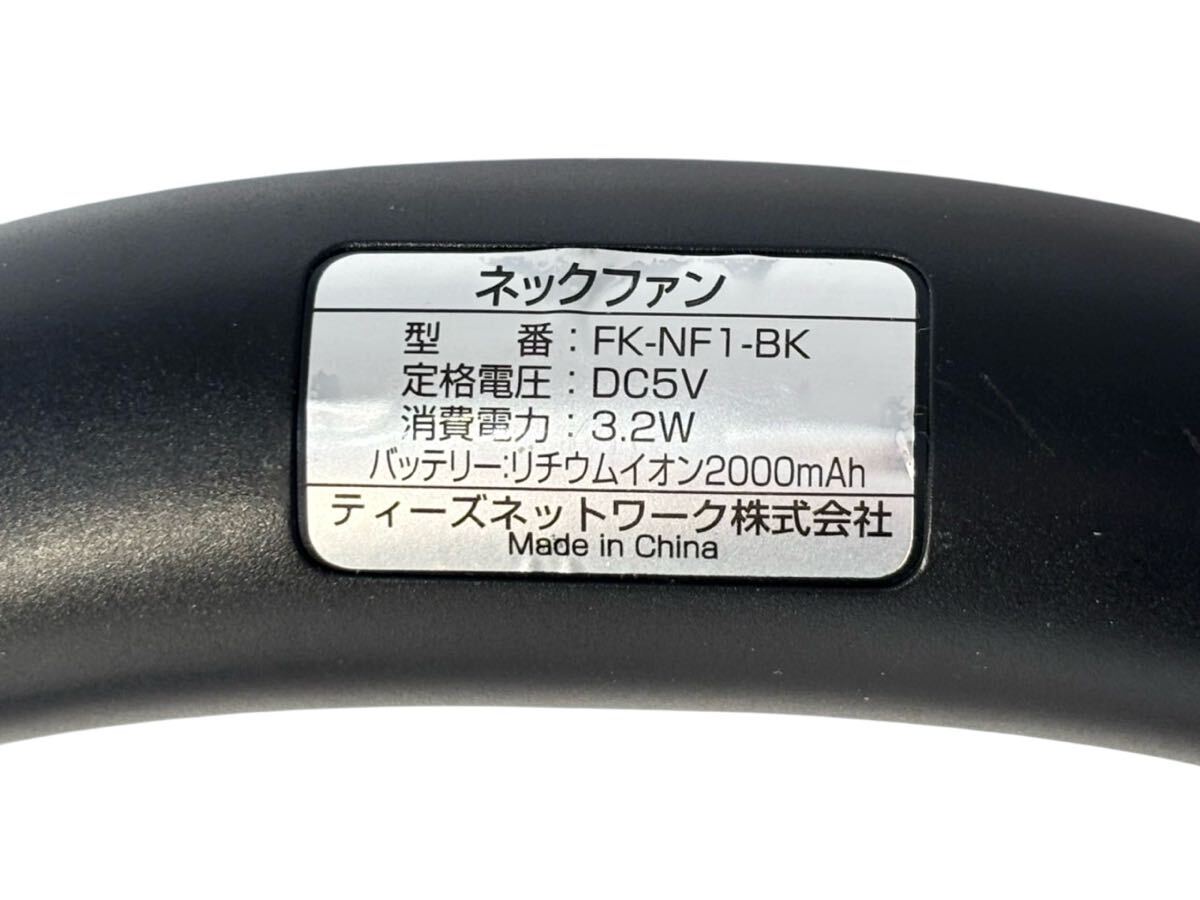 ネックファン
型　番：FK-NF1-BK
定格電圧：DC5V
消費電力：3.2W
バッテリー:リチウムイオン2000mAh
ティーズネットワーク株式会社
Made in China